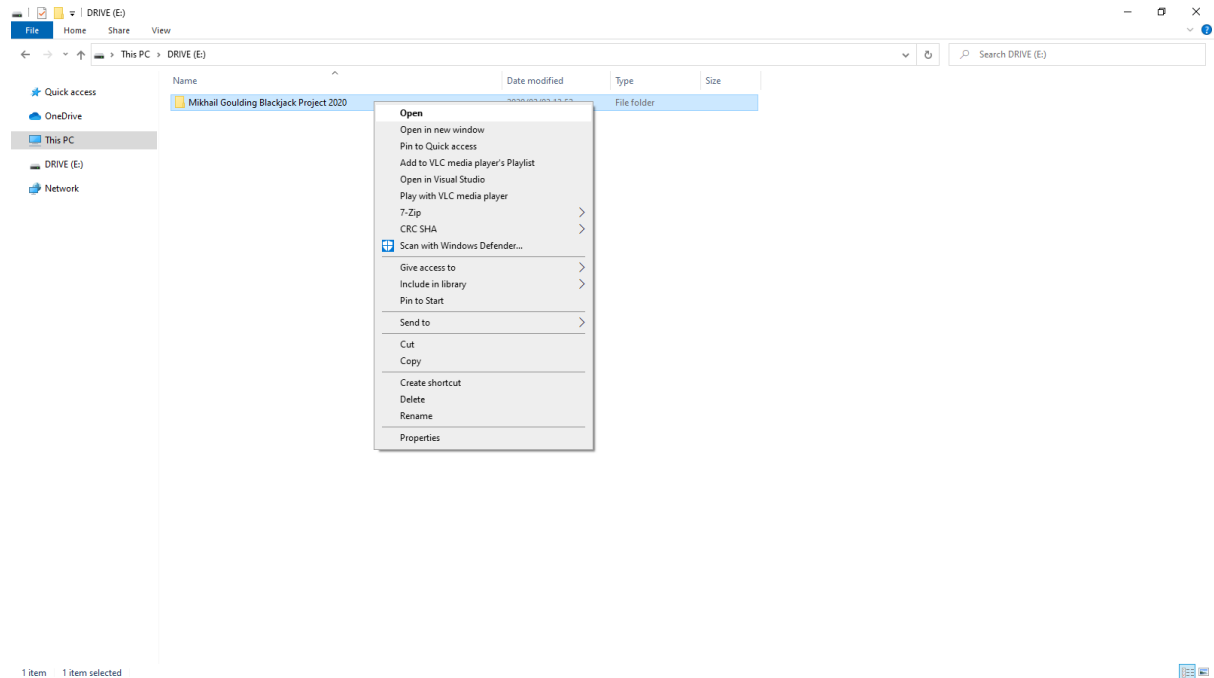 DRIVE (E:)
File Home Share View
This PC > DRIVE (E:)
Search DRIVE (E:)
Name Date modified Type Size
Quick access
OneDrive
This PC
DRIVE (E:)
Network
Mikhail Goulding Blackjack Project 2020 File folder
Open
Open in new window
Pin to Quick access
Add to VLC media player's Playlist
Open in Visual Studio
Play with VLC media player
7-Zip
CRC SHA
Scan with Windows Defender...
Give access to
Include in library
Pin to Start
Send to
Cut
Copy
Create shortcut
Delete
Rename
Properties
1 item 1 item selected